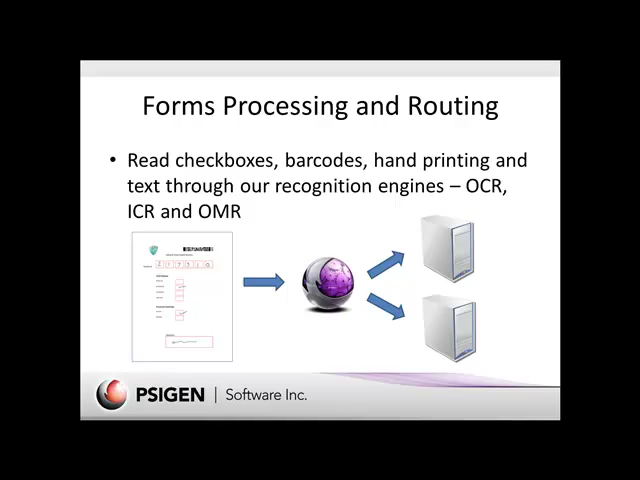 Forms Processing and Routing
• Read checkboxes, barcodes, hand printing and
text through our recognition engines – OCR,
ICR and OMR
PSIGEN | Software Inc.